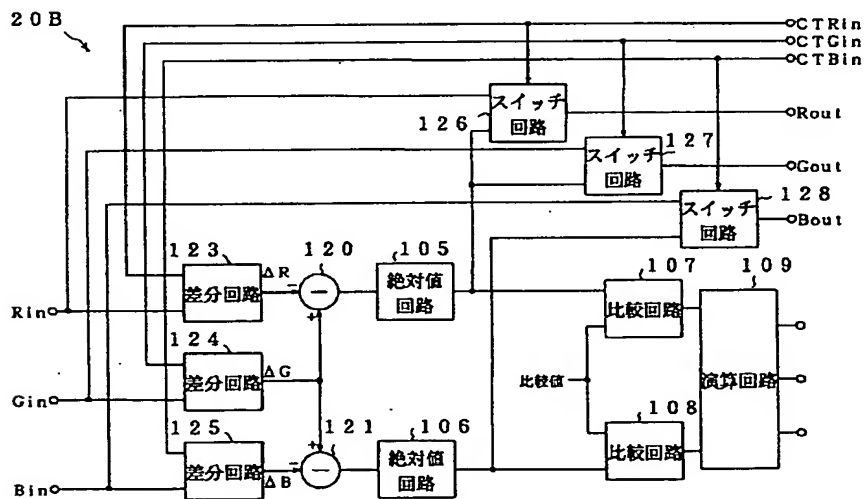 20B
CTRin
CTGin
CTBin
スイッチ
回路
126
Rout
スイッチ
回路
127
Gout
スイッチ
回路
128
Bout
123
差分回路
ΔR
−
120
−
+
105
絶対値
回路
107
比較回路
109
演算回路
Rin
124
差分回路
ΔG
Gin
比較値
125
差分回路
ΔB
+
−
121
−
106
絶対値
回路
108
比較回路
Bin